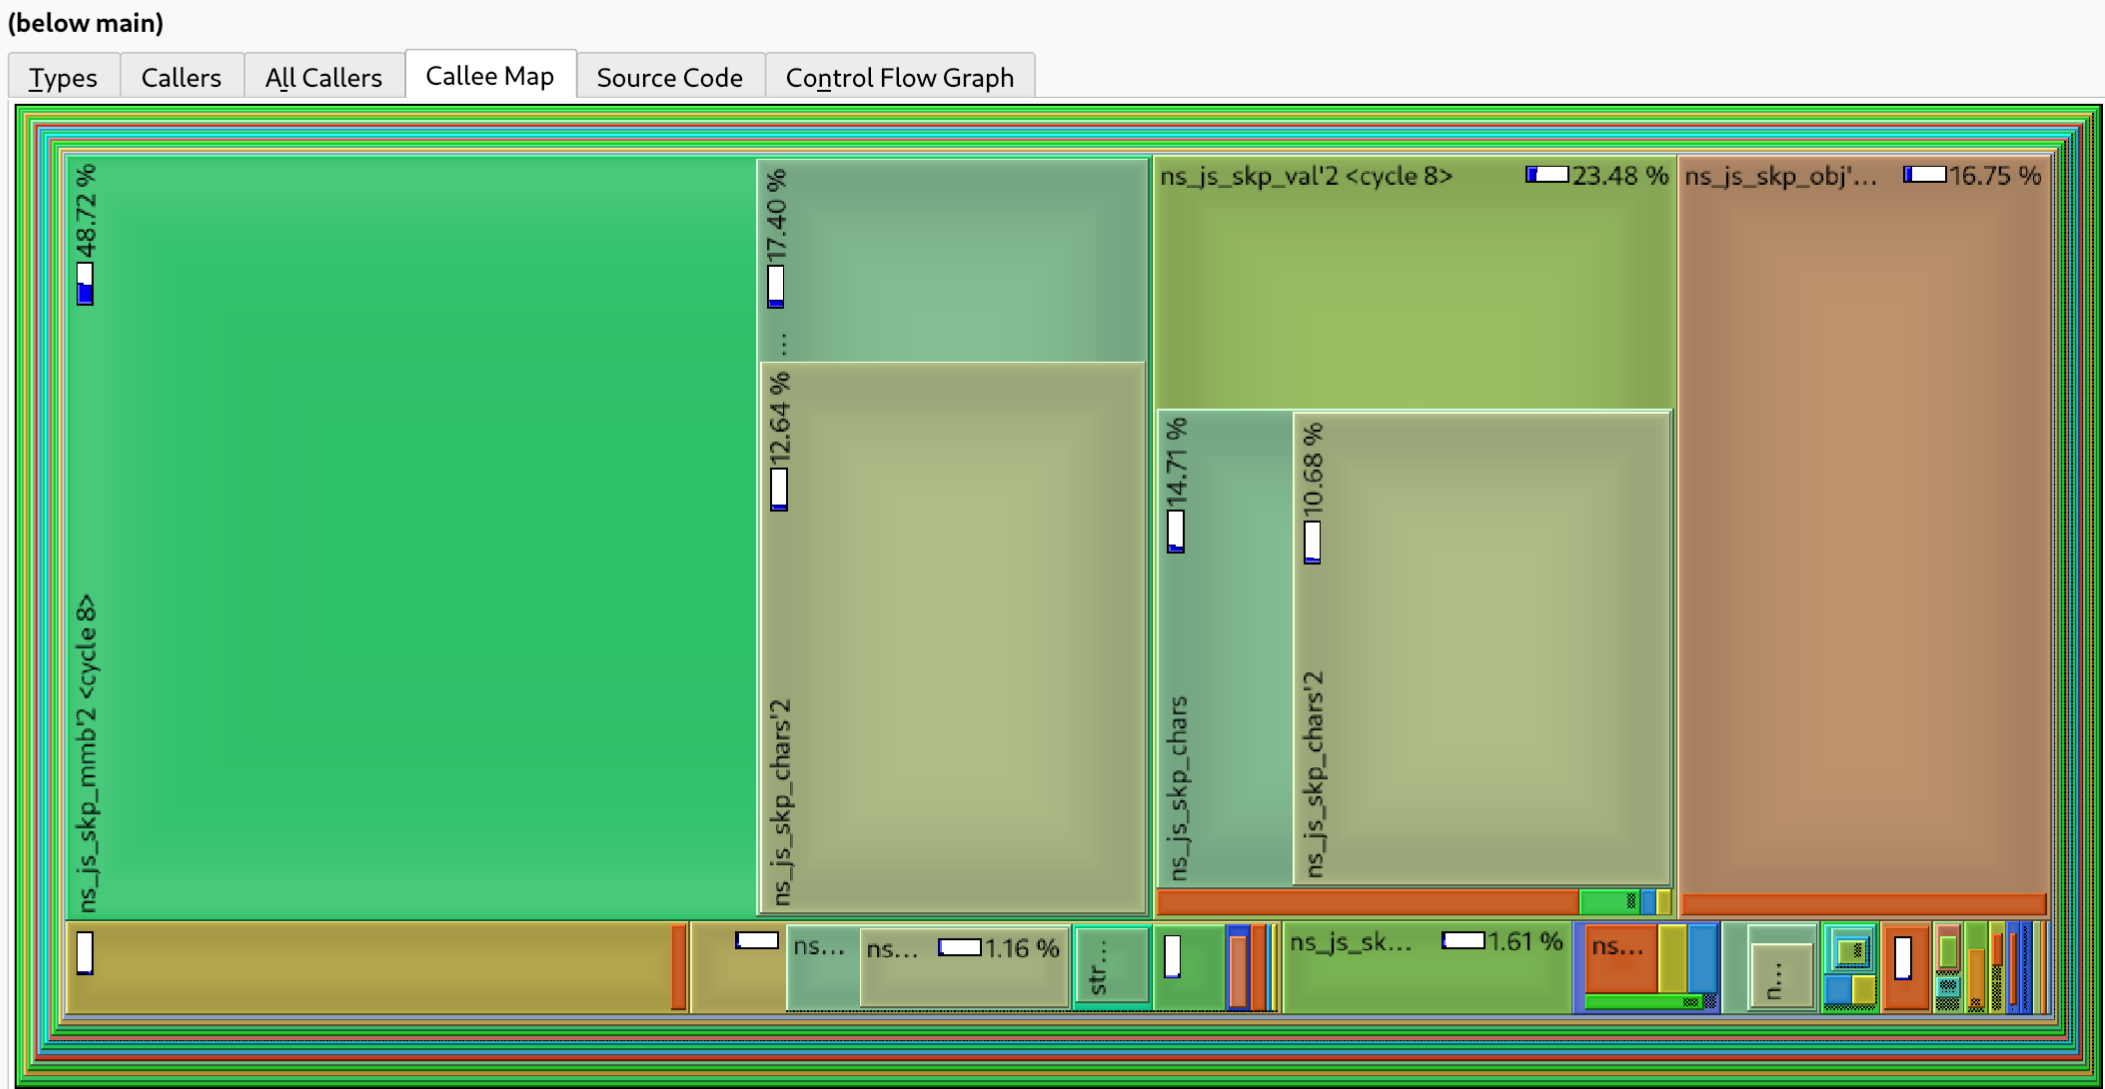 (below main)
Types
Callers
All Callers
Callee Map
Source Code
Control Flow Graph
ns_js_skp_mmb'2 <cycle 8> 48.72 %
... 17.40 %
ns_js_skp_chars'2 12.64 %
ns_js_skp_val'2 <cycle 8> 23.48 %
ns_js_skp_chars 14.71 %
ns_js_skp_chars'2 10.68 %
ns_js_skp_obj'... 16.75 %
ns...
ns... 1.16 %
str...
ns_js_sk... 1.61 %
ns...
n...